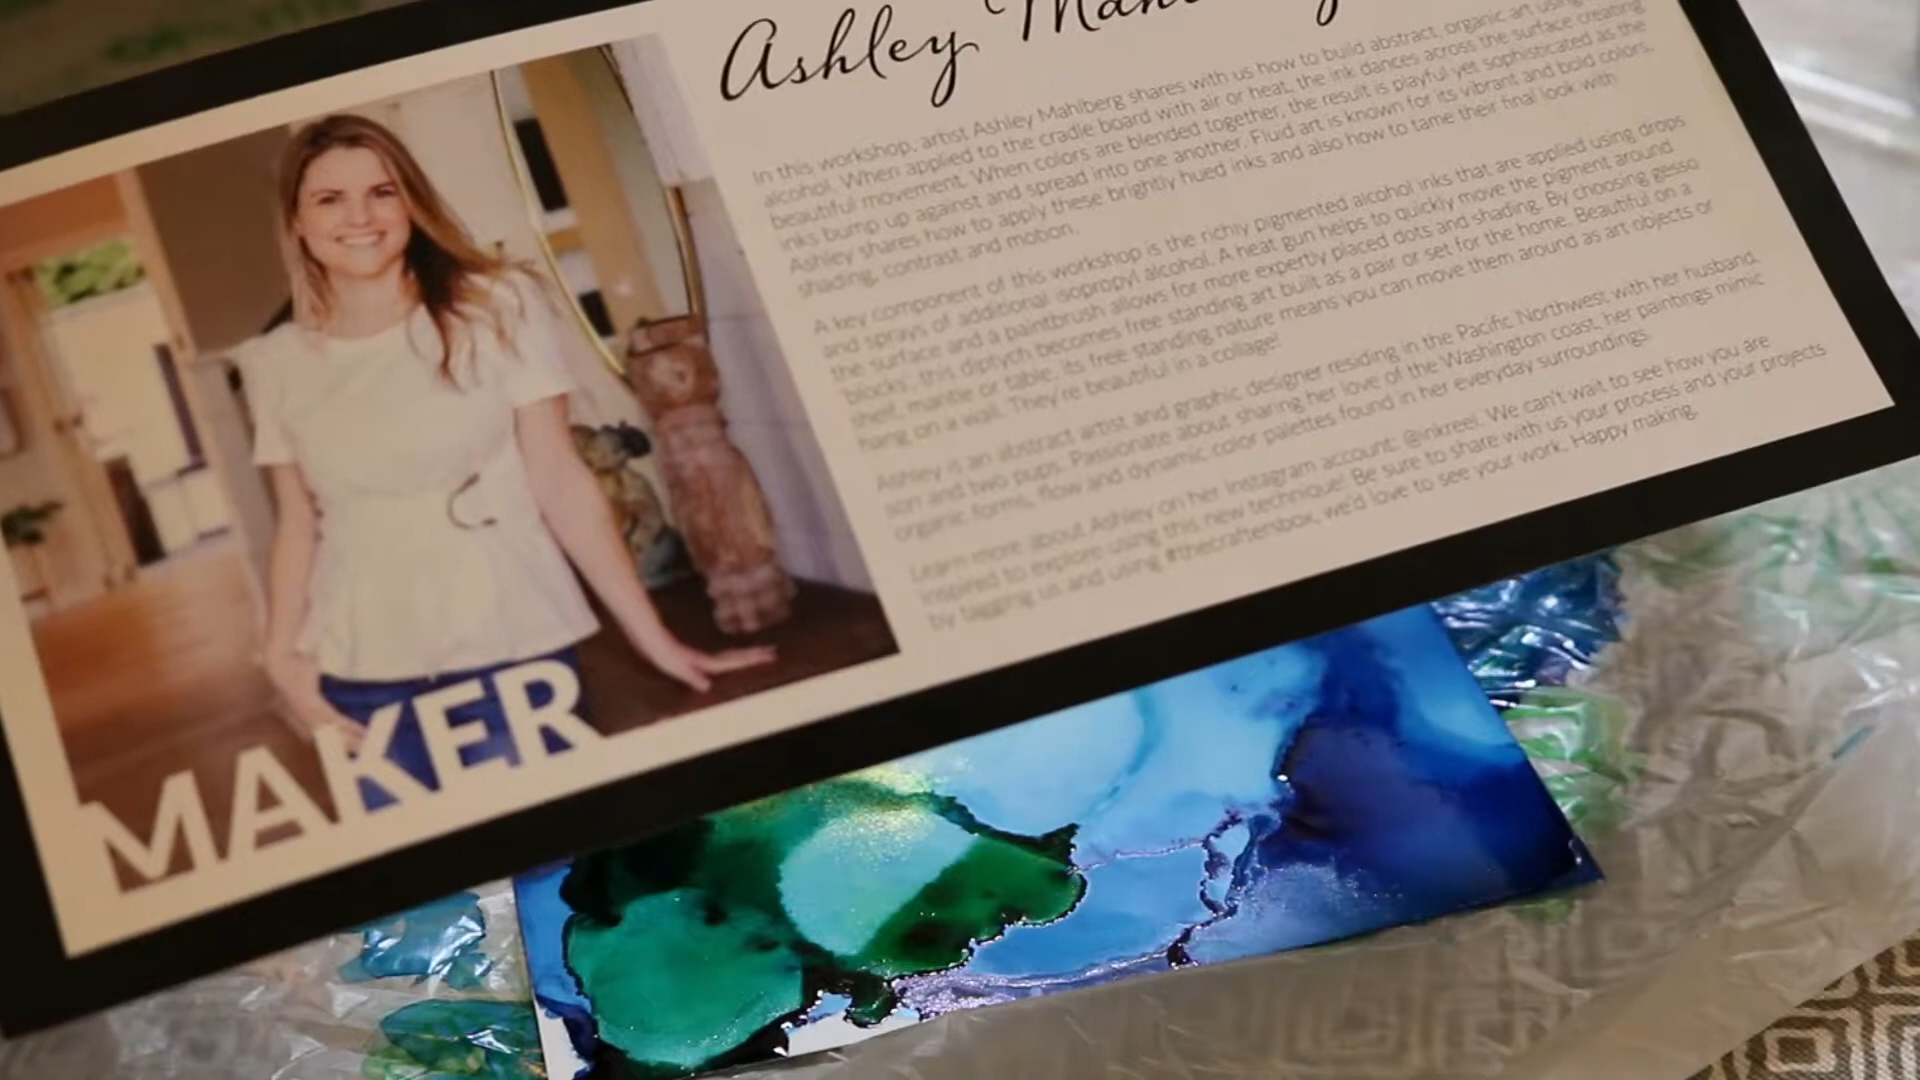 Ashley
In this workshop, artist Ashley Mahlberg shares with us how to build abstract, organic art using
alcohol. When applied to the cradle board with air or heat, the ink dances across the surface creating
beautiful movement. When colors are blended together, the result is playful yet sophisticated as the
inks bump up against and spread into one another. Fluid art is known for its vibrant and bold colors.
Ashley shares how to apply these brightly hued inks and also how to tame their final look with
shading, contrast and motion.
A key component of this workshop is the richly pigmented alcohol inks that are applied using drops
and sprays of additional isopropyl alcohol. A heat gun helps to quickly move the pigment around
the surface and a paintbrush allows for more expertly placed dots and shading. By choosing gesso
'blocks', this diptych becomes free standing art built as a pair or set for the home. Beautiful on a
shelf, mantle or table, its free standing nature means you can move them around as art objects or
hang on a wall. They're beautiful in a collage!
Ashley is an abstract artist and graphic designer residing in the Pacific Northwest with her husband,
son and two pups. Passionate about sharing her love of the Washington coast, her paintings mimic
organic forms, flow and dynamic color palettes found in her everyday surroundings.
Learn more about Ashley on her Instagram account: @inkreel. We can't wait to see how you are
inspired to explore using this new technique! Be sure to share with us your process and your projects
by tagging us and using #thecraftersbox, we'd love to see your work. Happy making.
MAKER